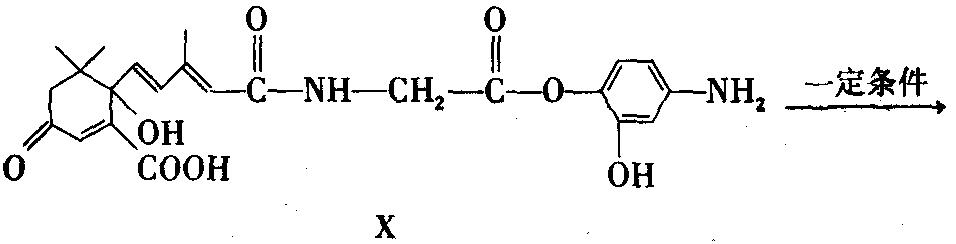 O O
C—NH—CH₂—C—O NH₂ 一定条件
OH
O COOH OH
X